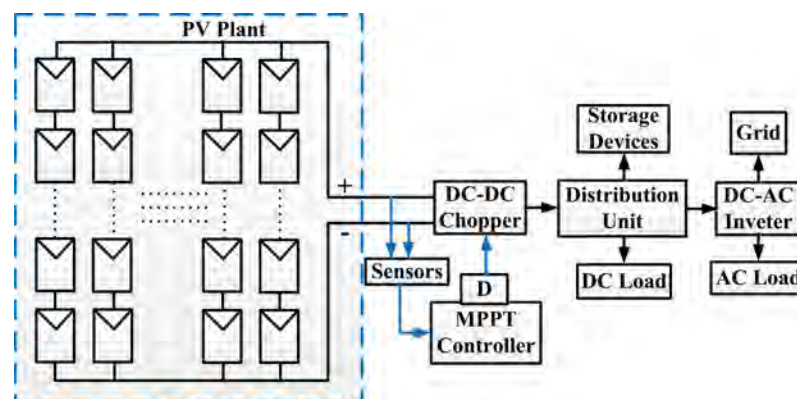 PV Plant
+
-
Sensors
DC-DC
Chopper
D
MPPT
Controller
Storage
Devices
Distribution
Unit
DC Load
Grid
DC-AC
Inveter
AC Load